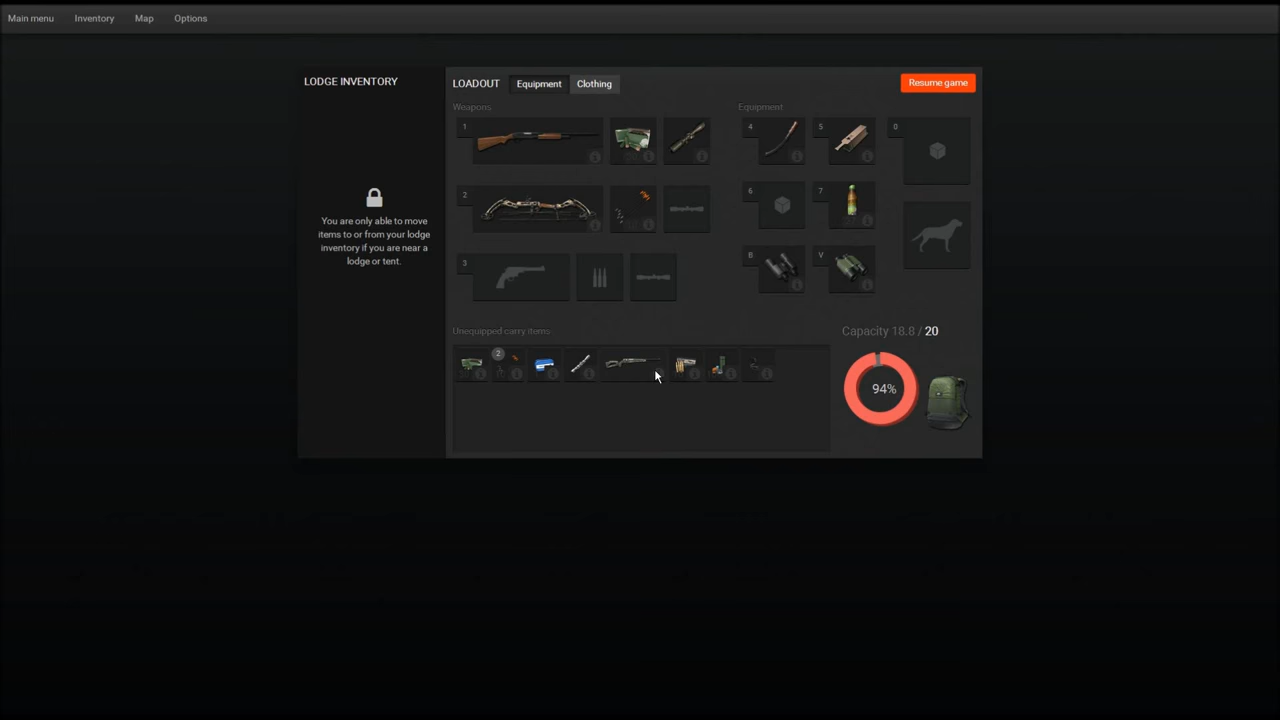 Main menu Inventory Map Options
LODGE INVENTORY
LOADOUT Equipment Clothing Resume game
Weapons Equipment
1 4 5 0
2 6 7
B V
3
You are only able to move
items to or from your lodge
inventory if you are near a
lodge or tent.
Unequipped carry items Capacity 18.8 / 20
2
94%